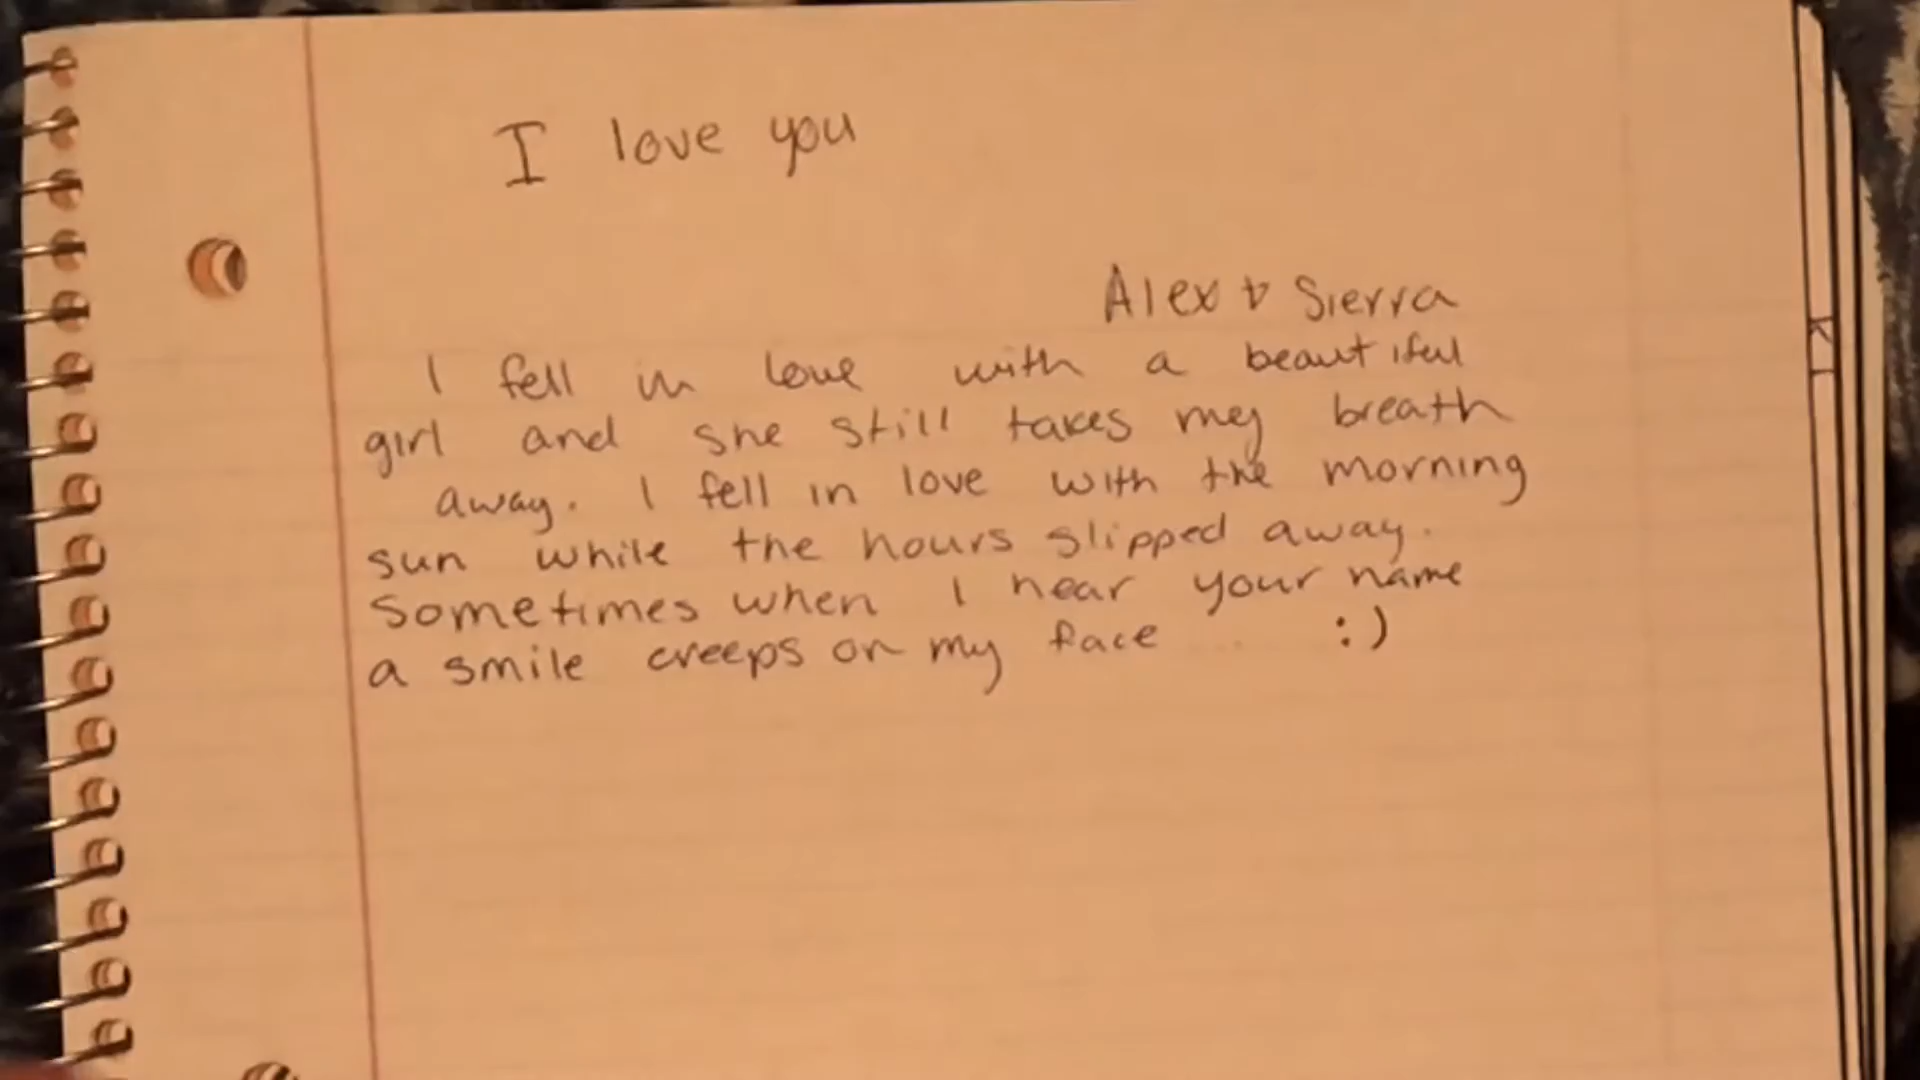 I love you
Alex & Sierra
I fell in love with a beautiful
girl and she still takes my breath
away. I fell in love with the morning
sun while the hours slipped away.
Sometimes when I hear your name
a smile creeps on my face :)